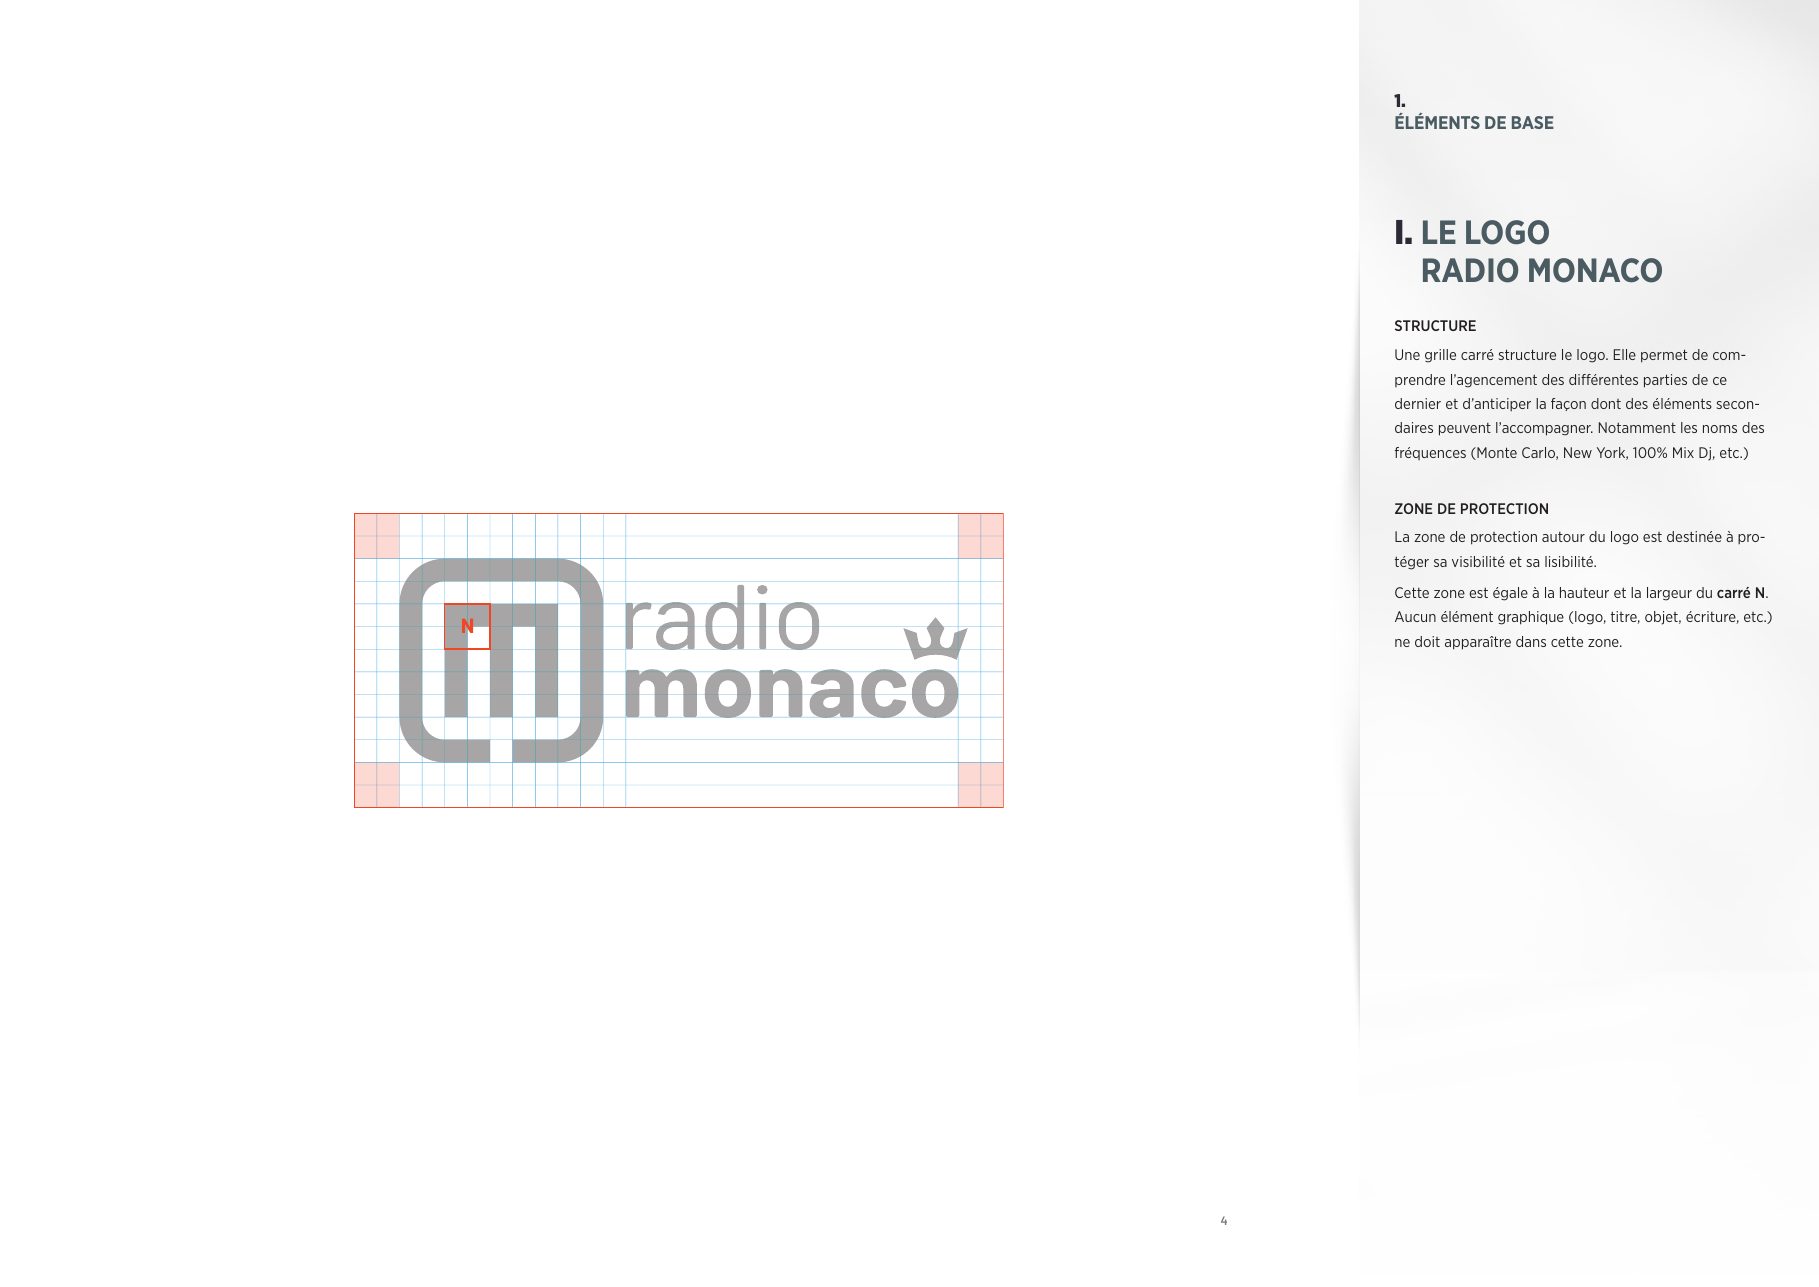 1.
ÉLÉMENTS DE BASE
I. LE LOGO
RADIO MONACO
STRUCTURE
Une grille carré structure le logo. Elle permet de com-
prendre l'agencement des différentes parties de ce
dernier et d'anticiper la façon dont des éléments secon-
daires peuvent l'accompagner. Notamment les noms des
fréquences (Monte Carlo, New York, 100% Mix Dj, etc.)
ZONE DE PROTECTION
La zone de protection autour du logo est destinée à pro-
téger sa visibilité et sa lisibilité.
Cette zone est égale à la hauteur et la largeur du carré N.
Aucun élément graphique (logo, titre, objet, écriture, etc.)
ne doit apparaître dans cette zone.
m
N
radio
monaco
4